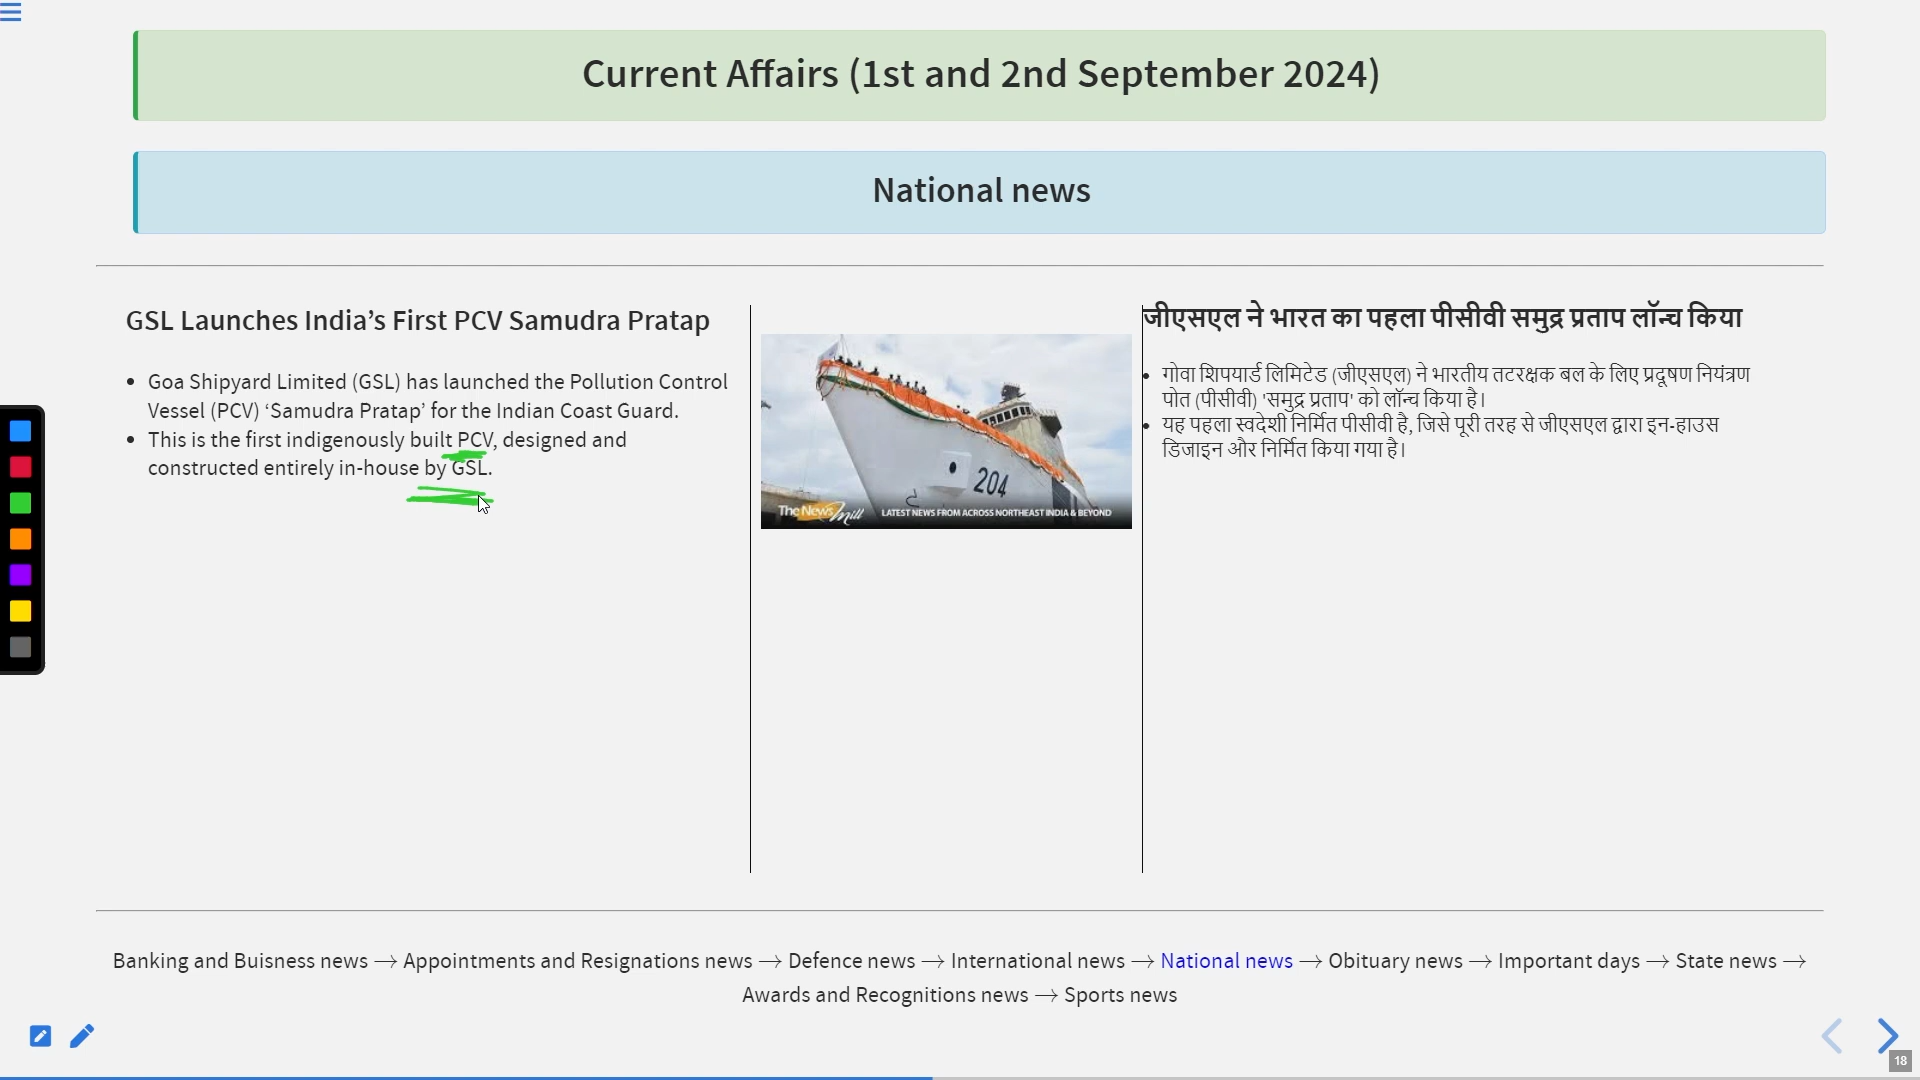 Current Affairs (1st and 2nd September 2024)
National news
GSL Launches India’s First PCV Samudra Pratap
• Goa Shipyard Limited (GSL) has launched the Pollution Control
Vessel (PCV) ‘Samudra Pratap’ for the Indian Coast Guard.
• This is the first indigenously built PCV, designed and
constructed entirely in-house by GSL.
204
The News Mill LATEST NEWS FROM ACROSS NORTHEAST INDIA & BEYOND
जीएसएल ने भारत का पहला पीसीवी समुद्र प्रताप लॉन्च किया
• गोवा शिपयार्ड लिमिटेड (जीएसएल) ने भारतीय तटरक्षक बल के लिए प्रदूषण नियंत्रण
पोत (पीसीवी) 'समुद्र प्रताप' को लॉन्च किया है।
• यह पहला स्वदेशी निर्मित पीसीवी है, जिसे पूरी तरह से जीएसएल द्वारा इन-हाउस
डिजाइन और निर्मित किया गया है।
Banking and Buisness news → Appointments and Resignations news → Defence news → International news → National news → Obituary news → Important days → State news →
Awards and Recognitions news → Sports news
18